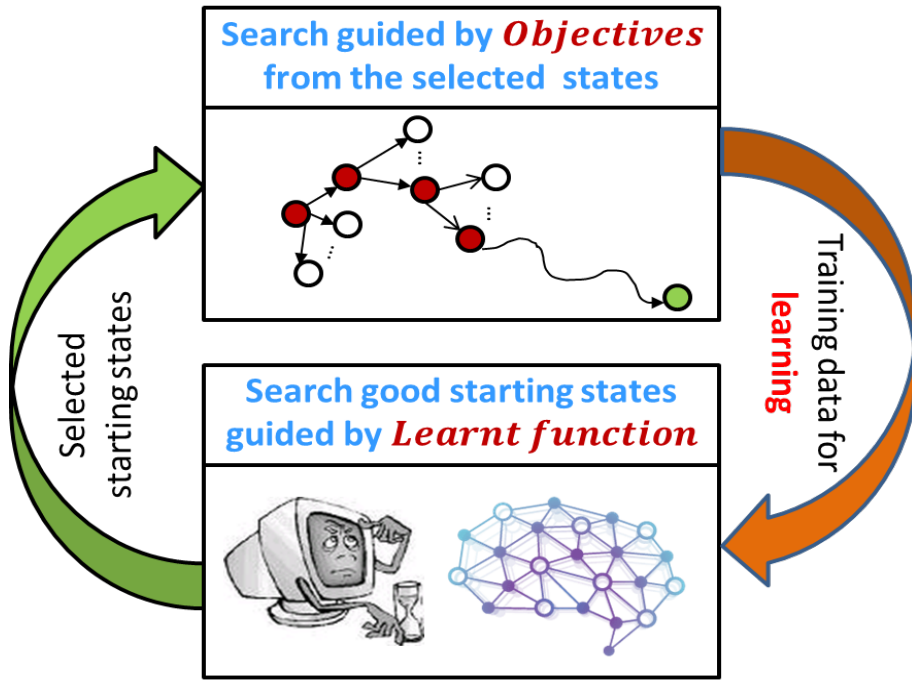 Search guided by Objectives
from the selected states
Training data for
learning
Search good starting states
guided by Learnt function
Selected
starting states